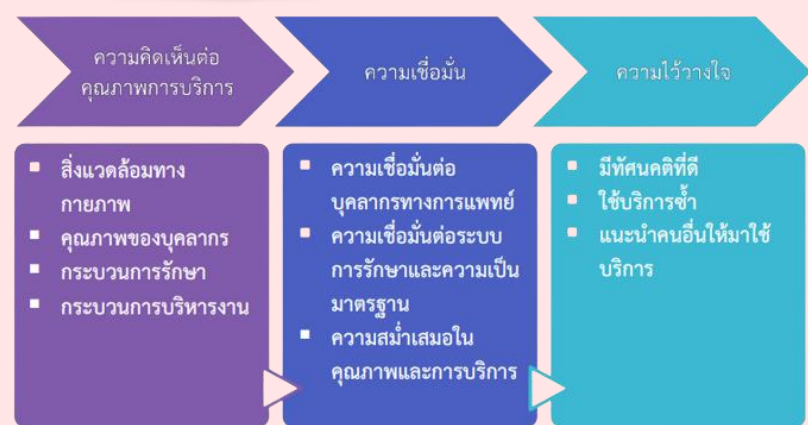 ความคิดเห็นต่อ
คุณภาพการบริการ
ความเชื่อมั่น
ความไว้วางใจ
สิ่งแวดล้อมทาง
กายภาพ
คุณภาพของบุคลากร
กระบวนการรักษา
กระบวนการบริหารงาน
ความเชื่อมั่นต่อ
บุคลากรทางการแพทย์
ความเชื่อมั่นต่อระบบ
การรักษาและความเป็น
มาตรฐาน
ความสม่ำเสมอใน
คุณภาพและการบริการ
มีทัศนคติที่ดี
ใช้บริการซ้ำ
แนะนำคนอื่นให้มาใช้
บริการ